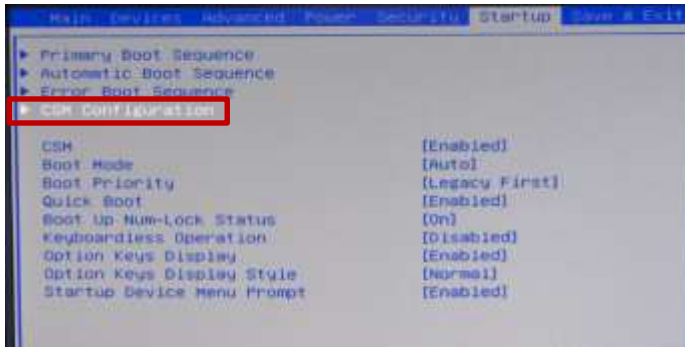 Main Devices Advanced Power Security Startup Save & Exit
Primary Boot Sequence
Automatic Boot Sequence
Error Boot Sequence
CSM Configuration
CSM [Enabled]
Boot Mode [Auto]
Boot Priority [Legacy First]
Quick Boot [Enabled]
Boot Up Num-Lock Status [On]
Keyboardless Operation [Disabled]
Option Keys Display [Enabled]
Option Keys Display Style [Normal]
Startup Device Menu Prompt [Enabled]